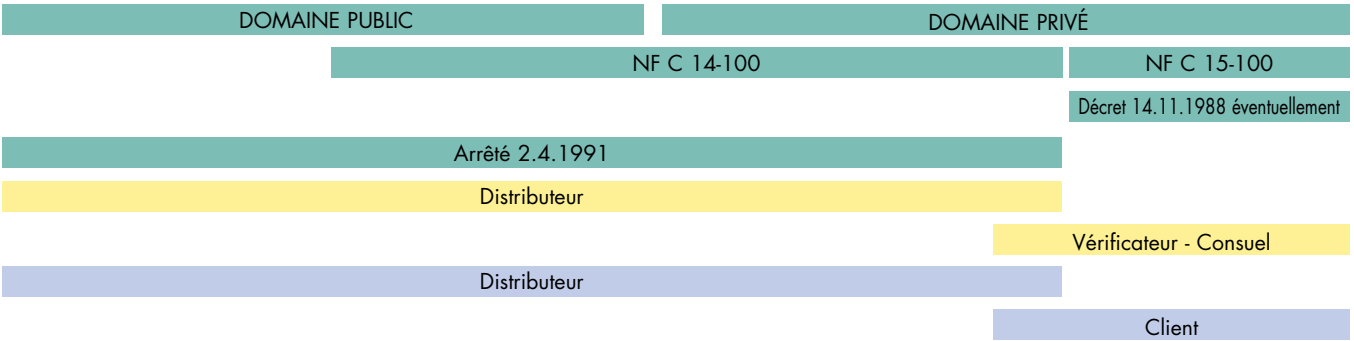 DOMAINE PUBLIC
DOMAINE PRIVÉ
NF C 14-100
NF C 15-100
Décret 14.11.1988 éventuellement
Arrêté 2.4.1991
Distributeur
Vérificateur - Consuel
Distributeur
Client